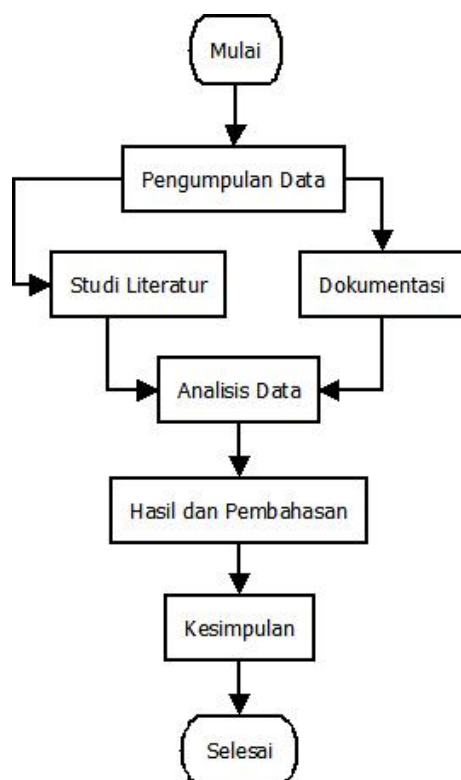 Mulai
Pengumpulan Data
Studi Literatur
Dokumentasi
Analisis Data
Hasil dan Pembahasan
Kesimpulan
Selesai